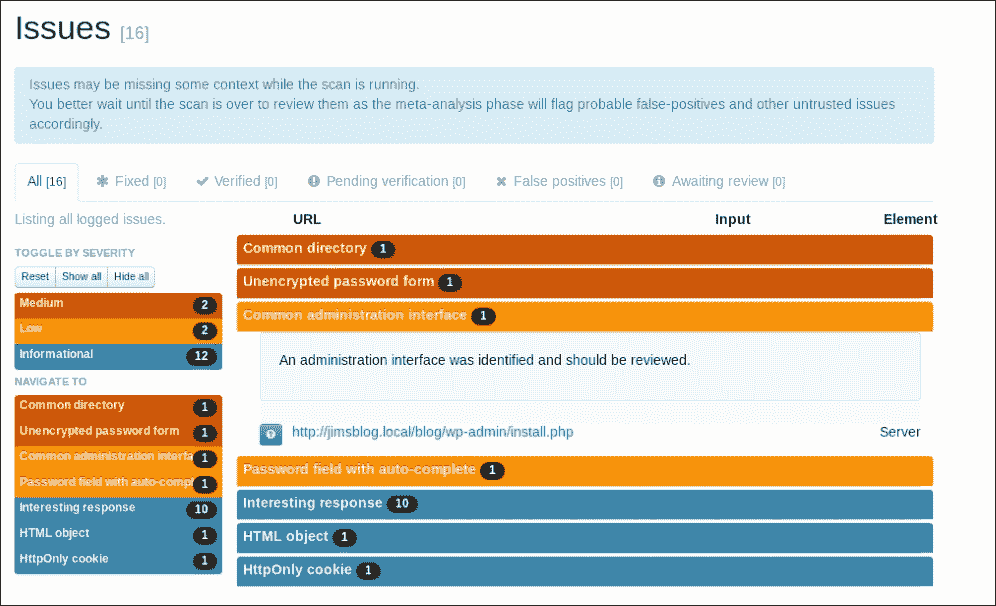 Issues [16]
Issues may be missing some context while the scan is running.
You better wait until the scan is over to review them as the meta-analysis phase will flag probable false-positives and other untrusted issues
accordingly.
All [16] Fixed [0] Verified [0] Pending verification [0] False positives [0] Awaiting review [0]
Listing all logged issues.
TOGGLE BY SEVERITY
Reset Show all Hide all
Medium 2
Low 2
Informational 12
NAVIGATE TO
Common directory 1
Unencrypted password form 1
Common administration interfa 1
Password field with auto-compl 1
Interesting response 10
HTML object 1
HttpOnly cookie 1
URL Input Element
Common directory 1
Unencrypted password form 1
Common administration interface 1
An administration interface was identified and should be reviewed.
http://jimsblog.local/blog/wp-admin/install.php Server
Password field with auto-complete 1
Interesting response 10
HTML object 1
HttpOnly cookie 1